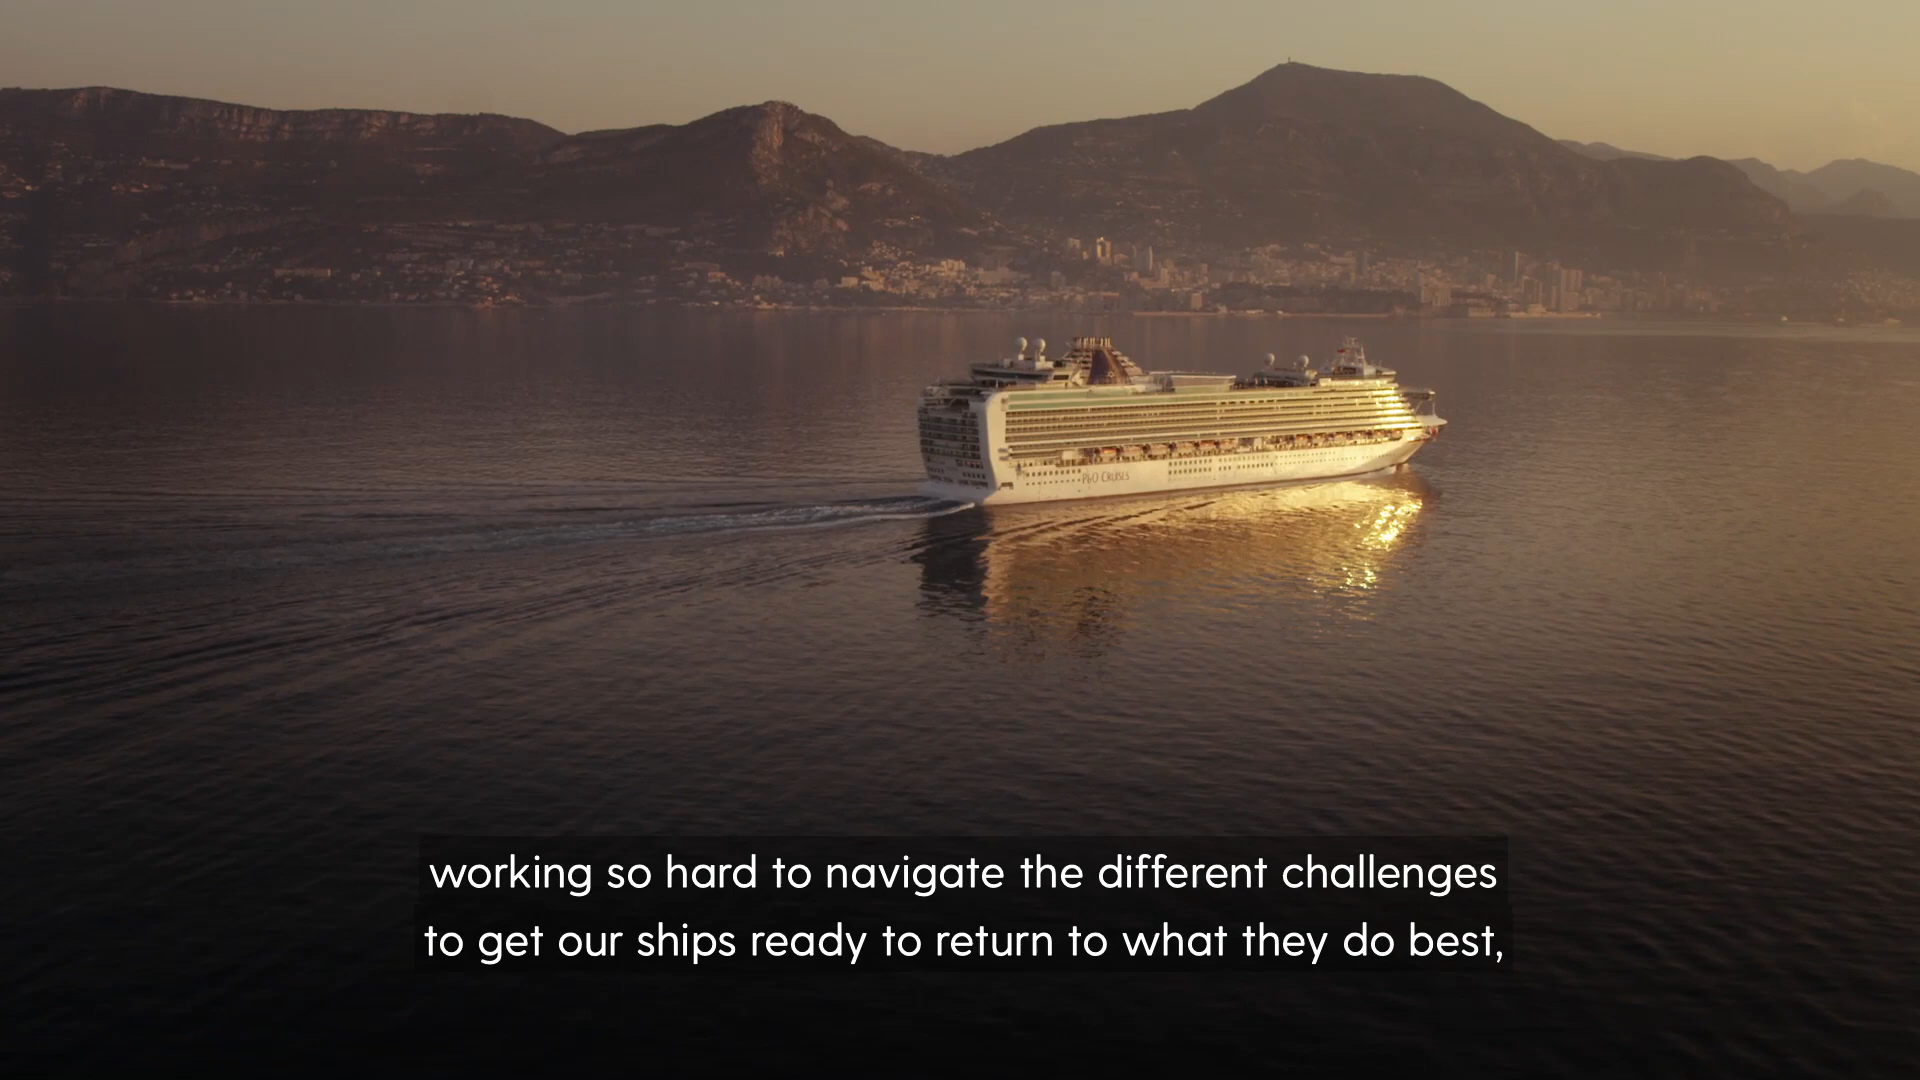 P&O CRUISES
working so hard to navigate the different challenges
to get our ships ready to return to what they do best,